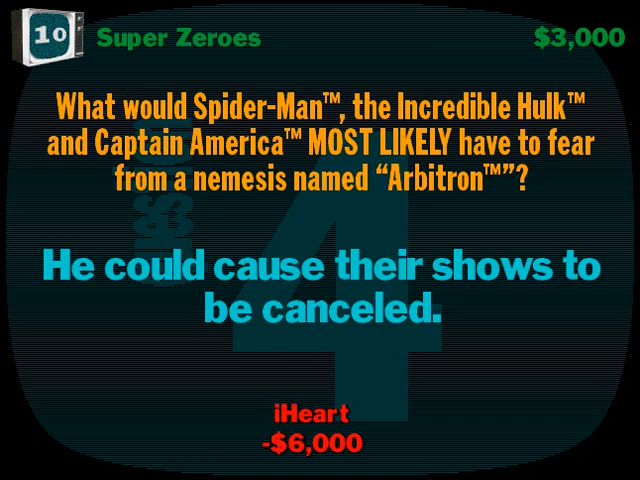 10 Super Zeroes $3,000
What would Spider-Man™, the Incredible Hulk™
and Captain America™ MOST LIKELY have to fear
from a nemesis named “Arbitron™”?
He could cause their shows to
be canceled.
4
iHeart
-$6,000